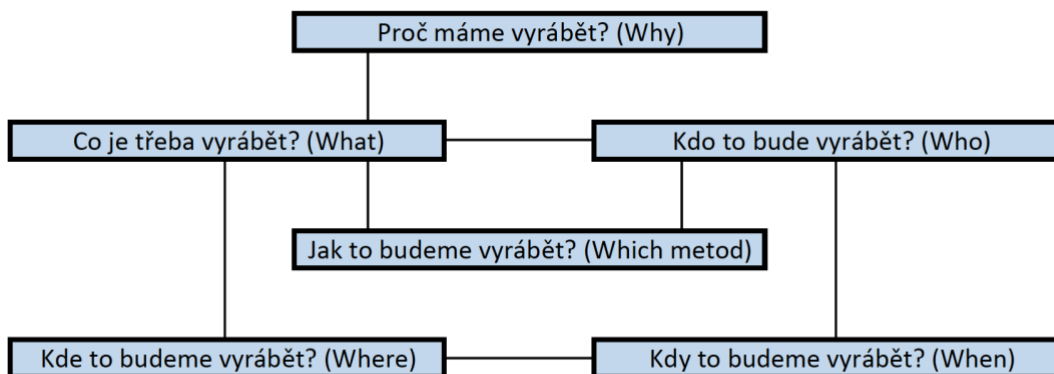 Proč máme vyrábět? (Why)
Co je třeba vyrábět? (What)
Kdo to bude vyrábět? (Who)
Jak to budeme vyrábět? (Which metod)
Kde to budeme vyrábět? (Where)
Kdy to budeme vyrábět? (When)